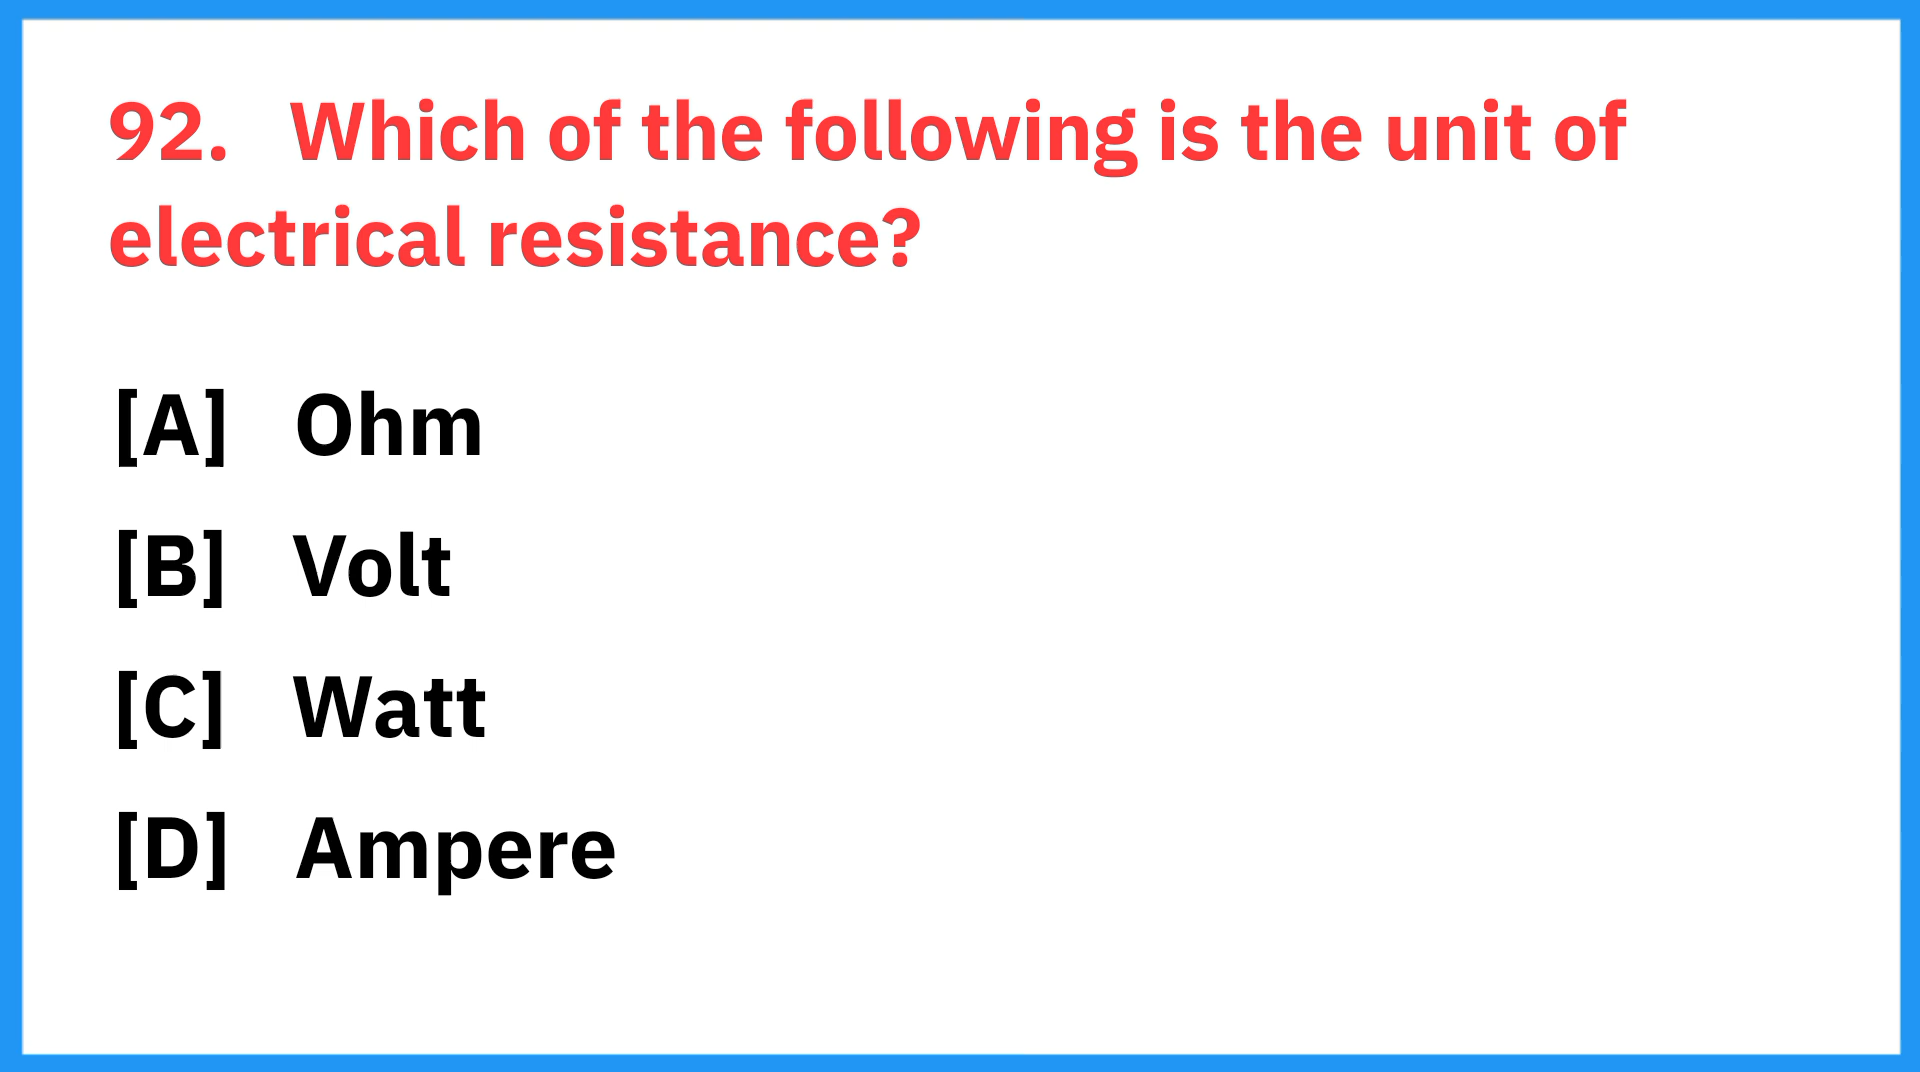 92. Which of the following is the unit of
electrical resistance?
[A] Ohm
[B] Volt
[C] Watt
[D] Ampere